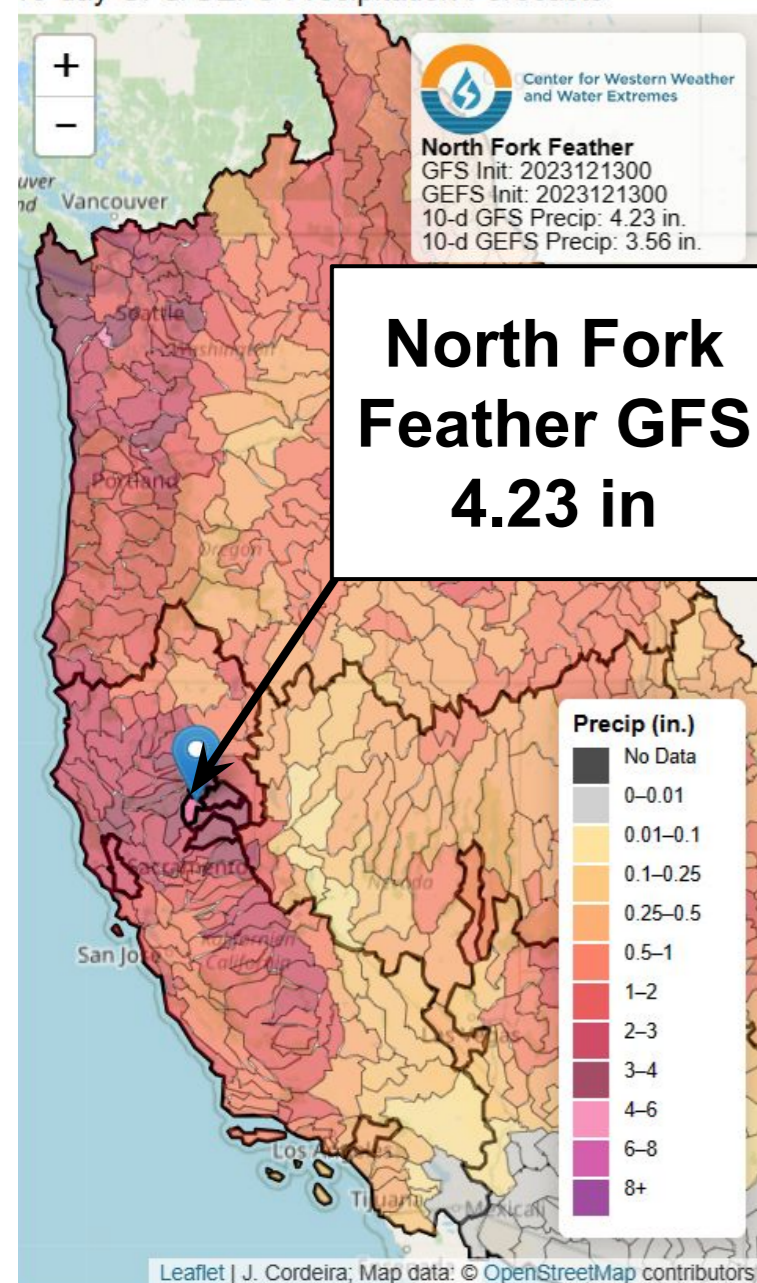 +
−
Center for Western Weather
and Water Extremes
North Fork Feather
GFS Init: 2023121300
GEFS Init: 2023121300
10-d GFS Precip: 4.23 in.
10-d GEFS Precip: 3.56 in.
Vancouver
Seattle
Washington
Portland
Oregon
North Fork
Feather GFS
4.23 in
Sacramento
Nevada
San Jose
California
Las Vegas
Los Angeles
Tijuana
Mexicali
Precip (in.)
No Data
0–0.01
0.01–0.1
0.1–0.25
0.25–0.5
0.5–1
1–2
2–3
3–4
4–6
6–8
8+
Leaflet | J. Cordeira; Map data: © OpenStreetMap contributors